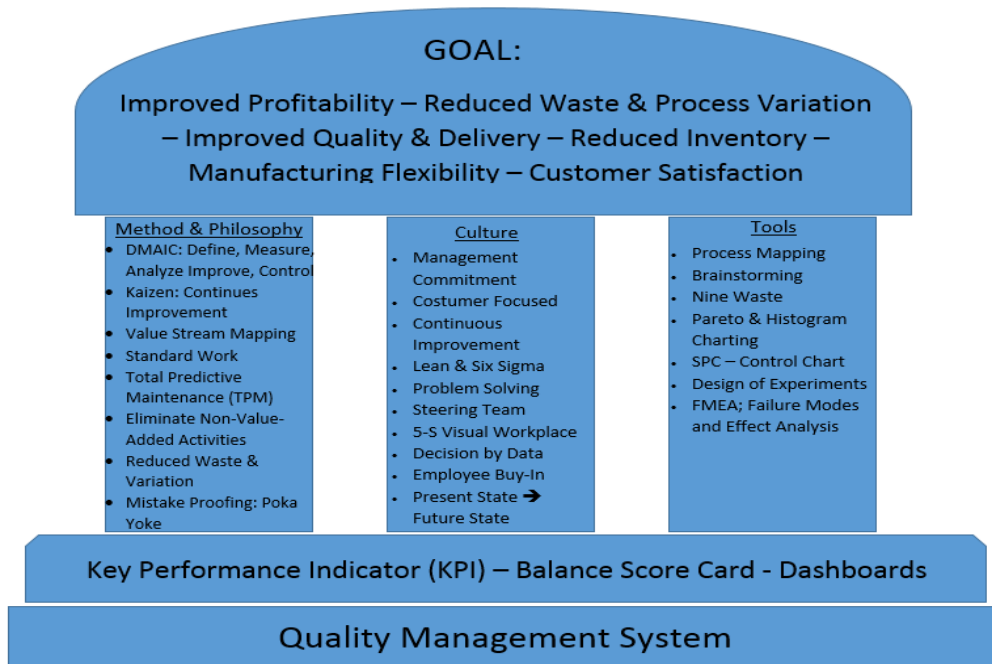 GOAL:
Improved Profitability – Reduced Waste & Process Variation
– Improved Quality & Delivery – Reduced Inventory –
Manufacturing Flexibility – Customer Satisfaction
Method & Philosophy
• DMAIC: Define, Measure,
Analyze Improve, Control
• Kaizen: Continues
Improvement
• Value Stream Mapping
• Standard Work
• Total Predictive
Maintenance (TPM)
• Eliminate Non-Value-
Added Activities
• Reduced Waste &
Variation
• Mistake Proofing: Poka
Yoke
Culture
• Management
Commitment
• Costumer Focused
• Continuous
Improvement
• Lean & Six Sigma
• Problem Solving
• Steering Team
• 5-S Visual Workplace
• Decision by Data
• Employee Buy-In
• Present State ➔
Future State
Tools
• Process Mapping
• Brainstorming
• Nine Waste
• Pareto & Histogram
Charting
• SPC – Control Chart
• Design of Experiments
• FMEA; Failure Modes
and Effect Analysis
Key Performance Indicator (KPI) – Balance Score Card - Dashboards
Quality Management System